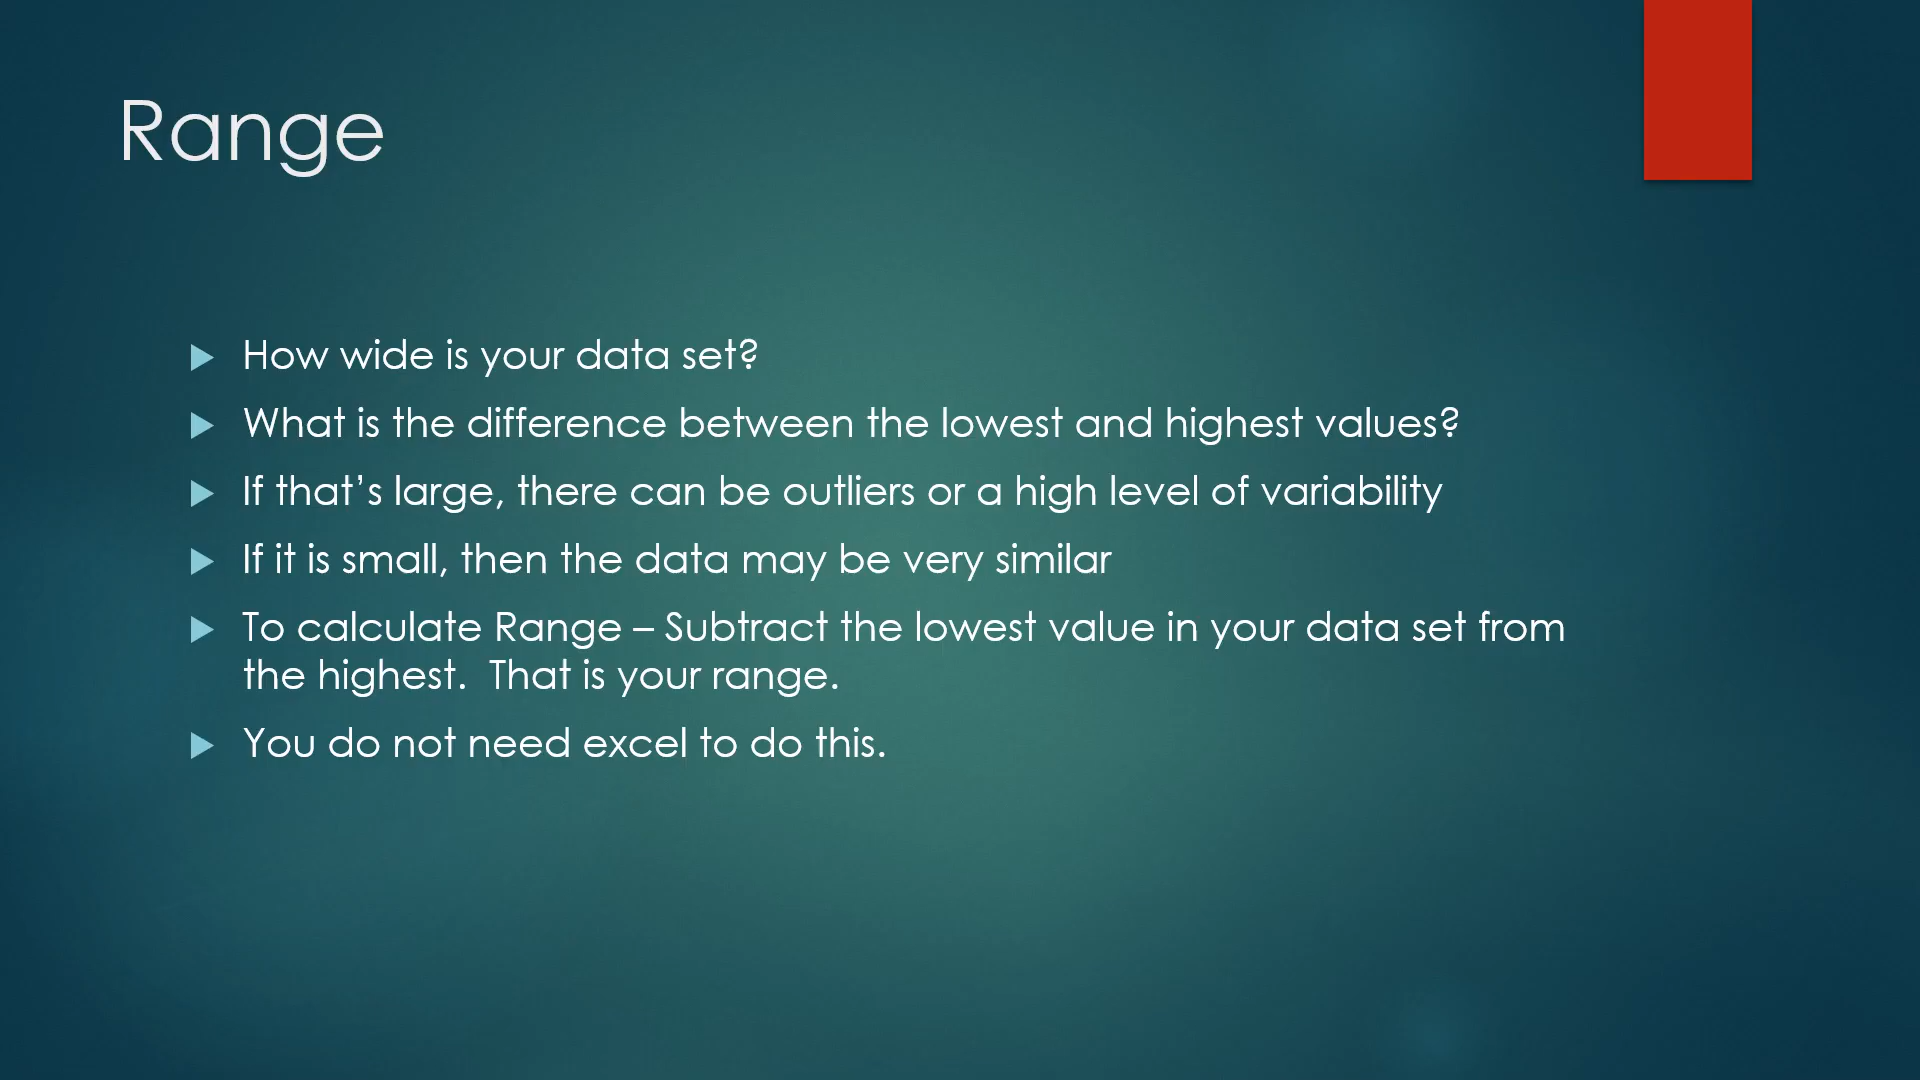 Range
How wide is your data set?
What is the difference between the lowest and highest values?
If that’s large, there can be outliers or a high level of variability
If it is small, then the data may be very similar
To calculate Range – Subtract the lowest value in your data set from
the highest.  That is your range.
You do not need excel to do this.